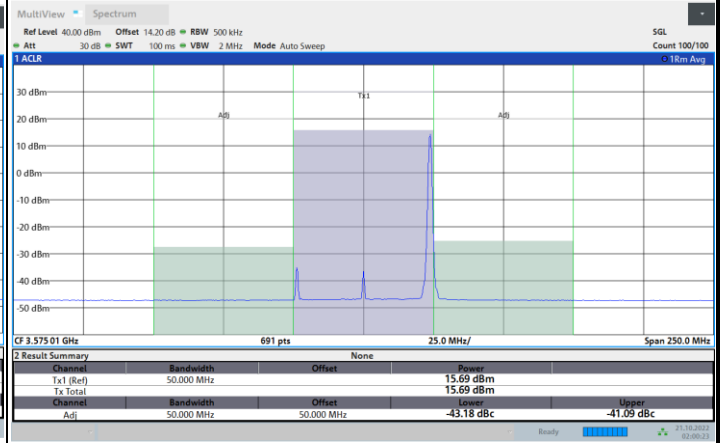 MultiView Spectrum
Ref Level 40.00 dBm Offset 14.20 dB RBW 500 kHz SGL
Att 30 dB SWT 100 ms VBW 2 MHz Mode Auto Sweep Count 100/100
1 ACLR 1Rm Avg
30 dBm
Tx1
20 dBm
Adj Adj
10 dBm
0 dBm
-10 dBm
-20 dBm
-30 dBm
-40 dBm
-50 dBm
CF 3.575 01 GHz 691 pts 25.0 MHz/ Span 250.0 MHz
2 Result Summary None
Channel Bandwidth Offset Power
Tx1 (Ref) 50.000 MHz 15.69 dBm
Tx Total 15.69 dBm
Channel Bandwidth Offset Lower Upper
Adj 50.000 MHz 50.000 MHz -43.18 dBc -41.09 dBc
Ready 21.10.2022
02:00:23